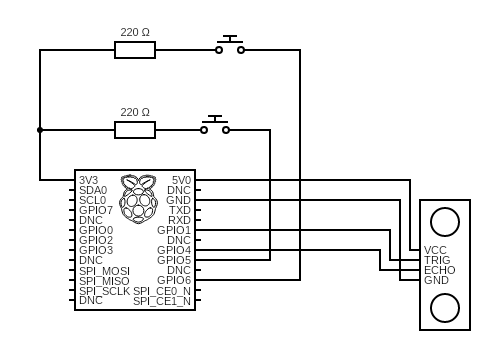 220 Ω
220 Ω
3V3 5V0
SDA0 DNC
SCL0 GND
GPIO7 TXD
DNC RXD
GPIO0 GPIO1
GPIO2 DNC
GPIO3 GPIO4
DNC GPIO5
SPI_MOSI DNC
SPI_MISO GPIO6
SPI_SCLK SPI_CE0_N
DNC SPI_CE1_N
VCC
TRIG
ECHO
GND